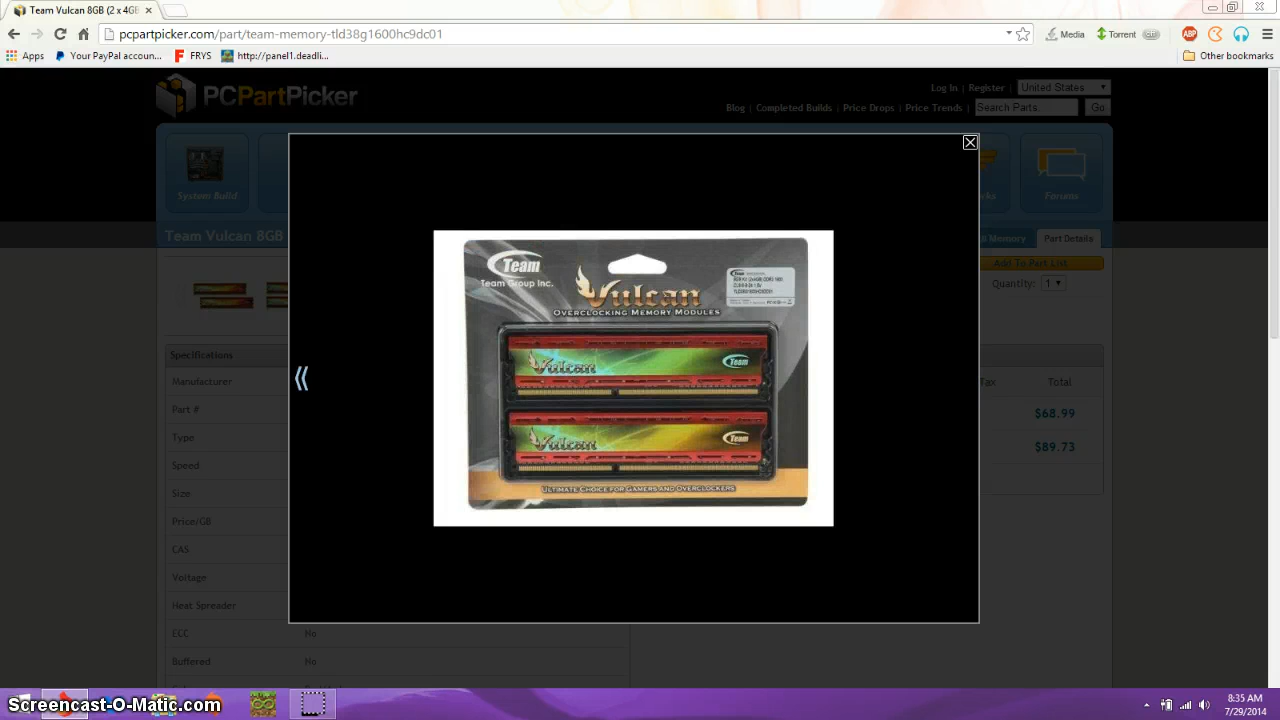 Team Vulcan 8GB (2 x 4GB
pcpartpicker.com/part/team-memory-tld38g1600hc9dc01
Media
Torrent
Off
ABP
Apps
Your PayPal accoun...
FRYS
http://panel1.deadli...
Other bookmarks
PCPartPicker
Log In | Register | United States
Blog | Completed Builds | Price Drops | Price Trends | Search Parts. Go
System Build
Forums
Team Vulcan 8GB
Memory
Part Details
Add To Part List
Quantity: 1
Team
Team Group Inc.
Vulcan
Overclocking Memory Modules
Vulcan
Team
Vulcan
Team
Ultimate Choice for Gamers and Overclockers
Specifications
Manufacturer
Part #
Type
Speed
Size
Price/GB
CAS
Voltage
Heat Spreader
ECC No
Buffered No
Tax Total
$68.99
$89.73
Screencast-O-Matic.com
8:35 AM
7/29/2014